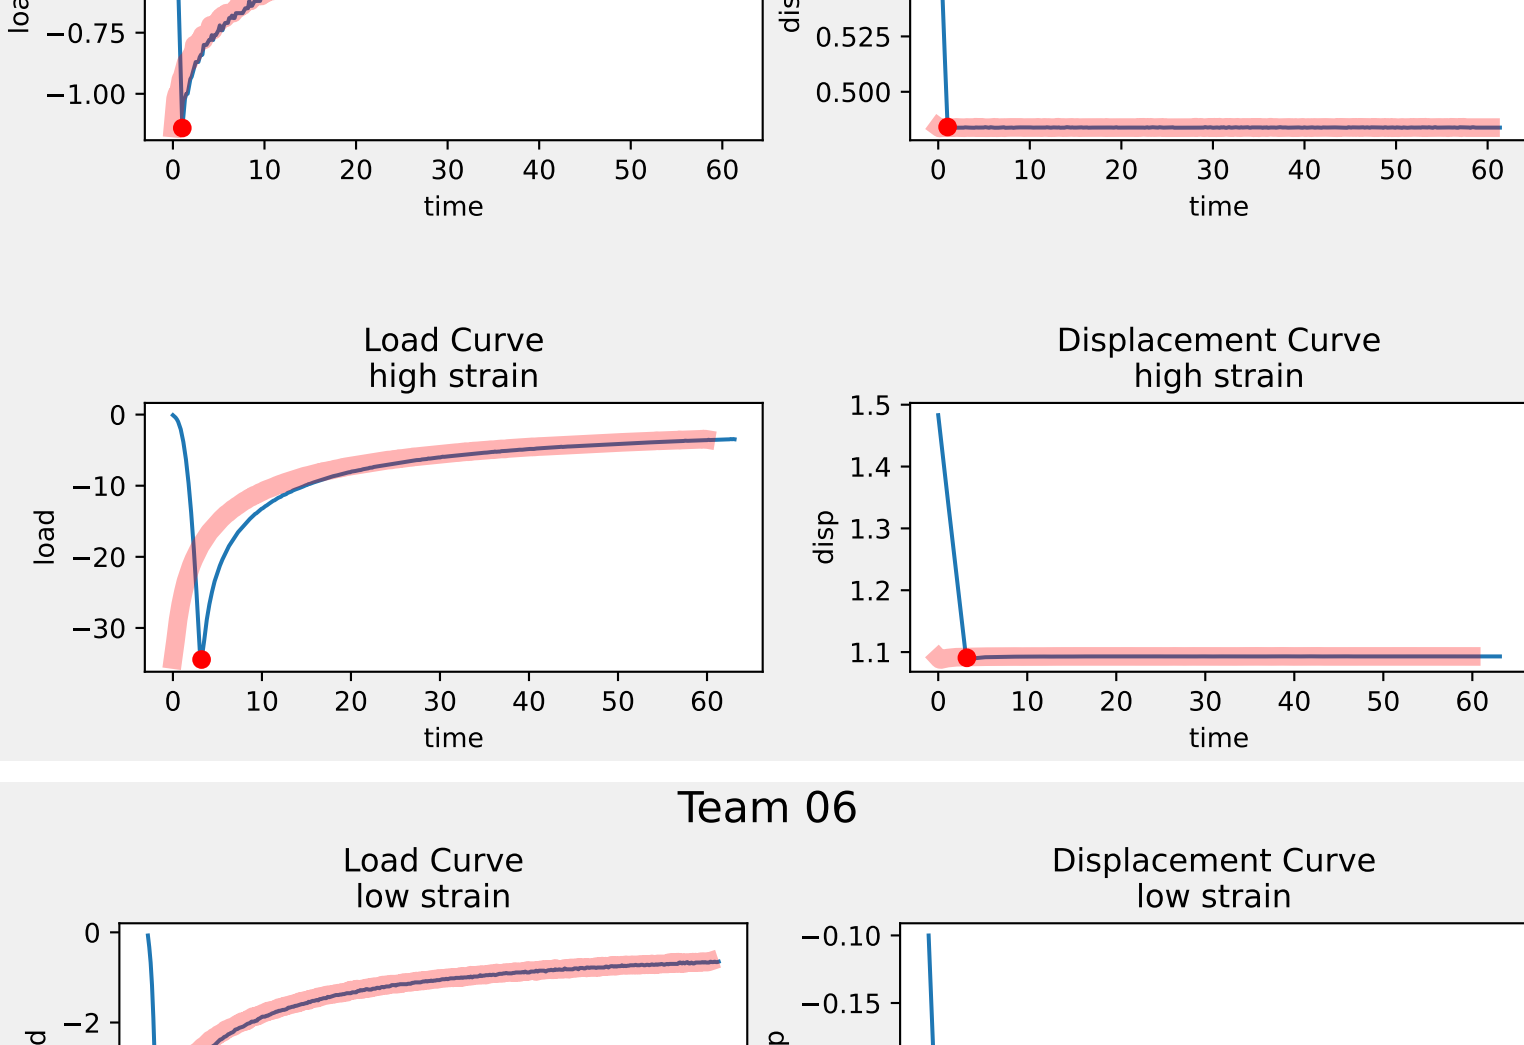 −0.75
−1.00
0 10 20 30 40 50 60
time
0.525
0.500
0 10 20 30 40 50 60
time
Load Curve
high strain
0
−10
−20
−30
load
0 10 20 30 40 50 60
time
Displacement Curve
high strain
1.5
1.4
1.3
1.2
1.1
disp
0 10 20 30 40 50 60
time
Team 06
Load Curve
low strain
0
−2
Displacement Curve
low strain
−0.10
−0.15